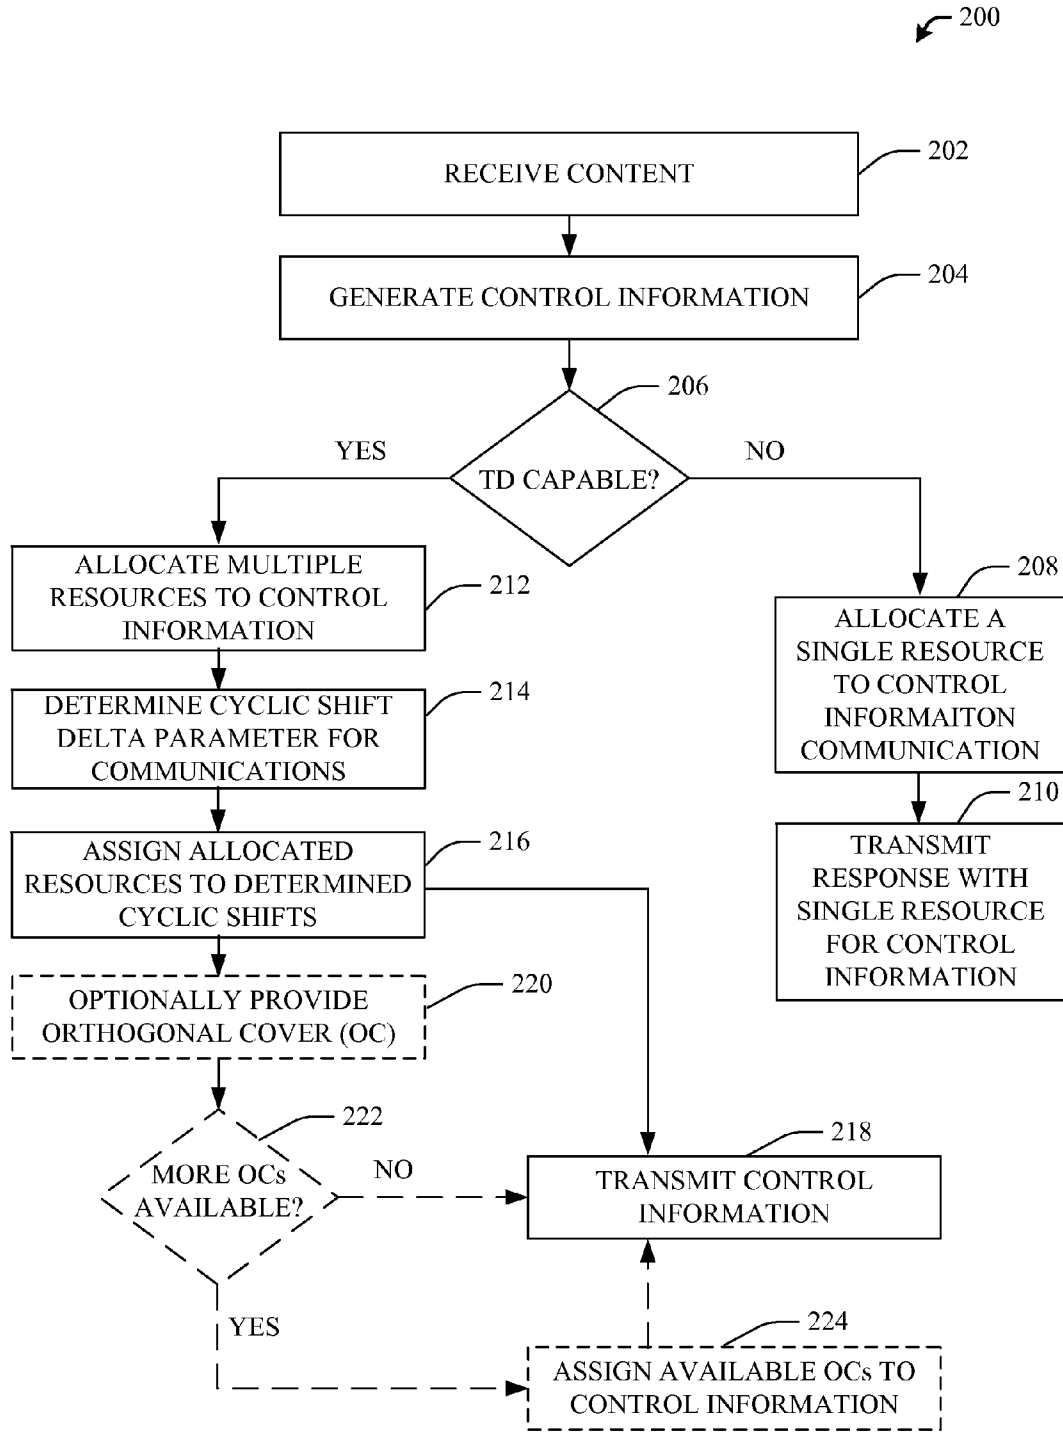 200
RECEIVE CONTENT
202
GENERATE CONTROL INFORMATION
204
206
TD CAPABLE?
YES
NO
ALLOCATE MULTIPLE
RESOURCES TO CONTROL
INFORMATION
212
208
ALLOCATE A
SINGLE RESOURCE
TO CONTROL
INFORMAITON
COMMUNICATION
DETERMINE CYCLIC SHIFT
DELTA PARAMETER FOR
COMMUNICATIONS
214
210
TRANSMIT
RESPONSE WITH
SINGLE RESOURCE
FOR CONTROL
INFORMATION
ASSIGN ALLOCATED
RESOURCES TO DETERMINED
CYCLIC SHIFTS
216
OPTIONALLY PROVIDE
ORTHOGONAL COVER (OC)
220
222
MORE OCs
AVAILABLE?
NO
218
TRANSMIT CONTROL
INFORMATION
YES
224
ASSIGN AVAILABLE OCs TO
CONTROL INFORMATION